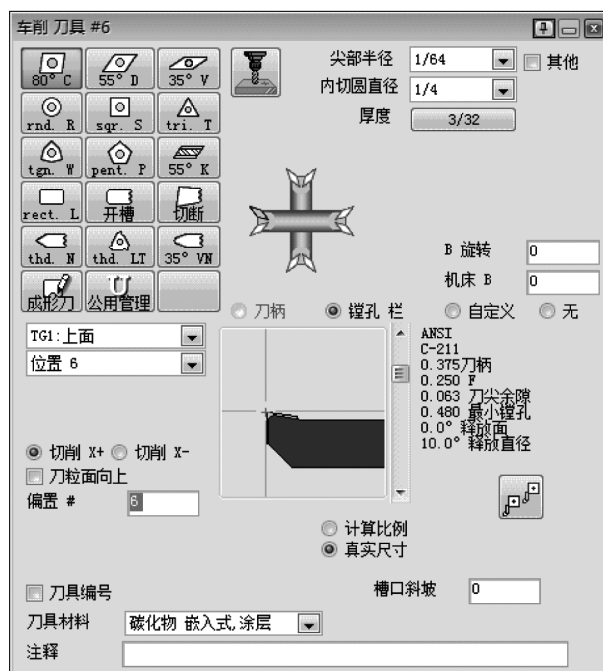 车削 刀具 #6
80° C
55° D
35° V
尖部半径
1/64
其他
内切圆直径
1/4
厚度
3/32
rnd. R
sqr. S
tri. T
tgn. W
pent. P
55° K
rect. L
开槽
切断
thd. N
thd. LT
35° VN
成形刀
公用管理
B 旋转
0
机床 B
0
刀柄
镗孔 栏
自定义
无
TG1:上面
位置 6
ANSI
C-211
0.375刀柄
0.250 F
0.063 刀尖余隙
0.480 最小镗孔
0.0° 释放面
10.0° 释放直径
切削 X+
切削 X-
刀粒面向上
偏置 #
6
计算比例
真实尺寸
刀具编号
槽口斜坡
0
刀具材料
碳化物 嵌入式,涂层
注释